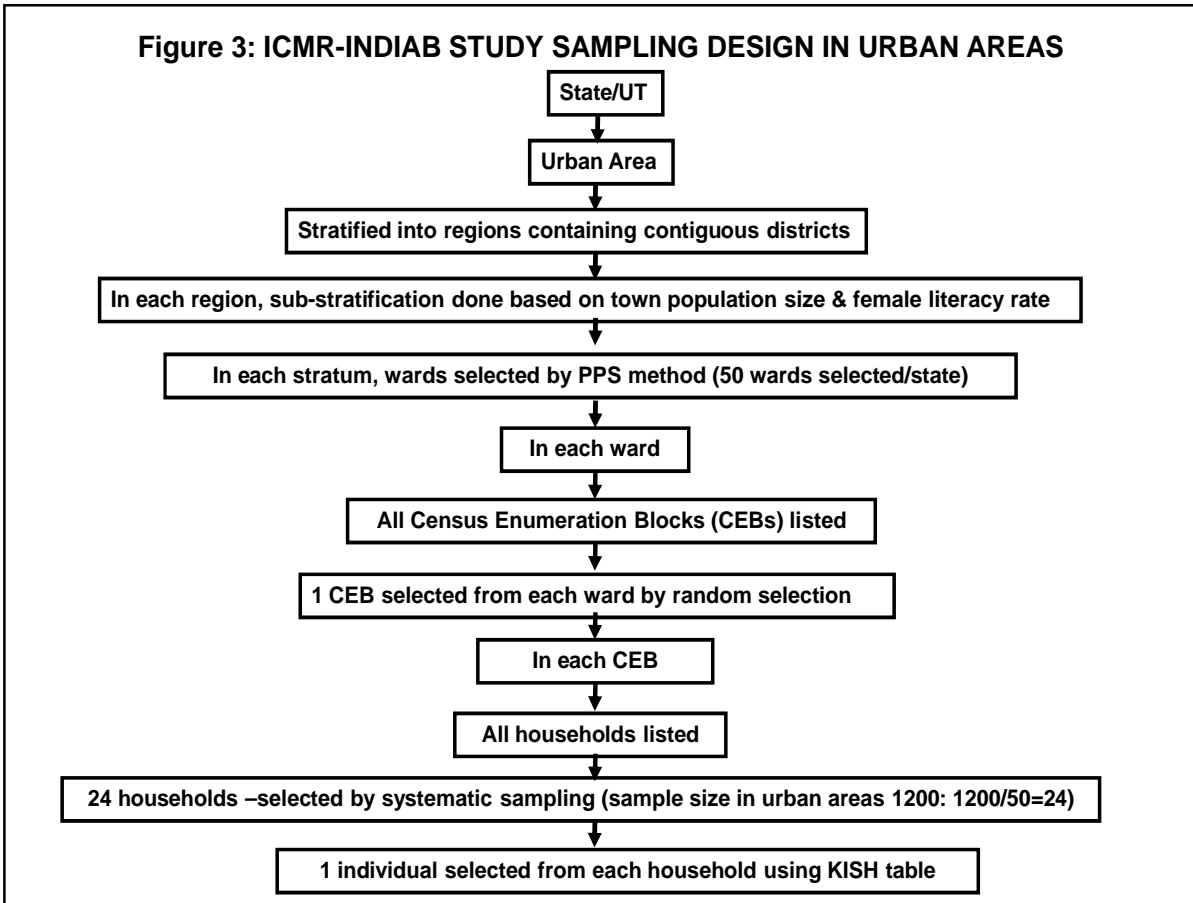 Figure 3: ICMR-INDIAB STUDY SAMPLING DESIGN IN URBAN AREAS
State/UT
Urban Area
Stratified into regions containing contiguous districts
In each region, sub-stratification done based on town population size & female literacy rate
In each stratum, wards selected by PPS method (50 wards selected/state)
In each ward
All Census Enumeration Blocks (CEBs) listed
1 CEB selected from each ward by random selection
In each CEB
All households listed
24 households –selected by systematic sampling (sample size in urban areas 1200: 1200/50=24)
1 individual selected from each household using KISH table